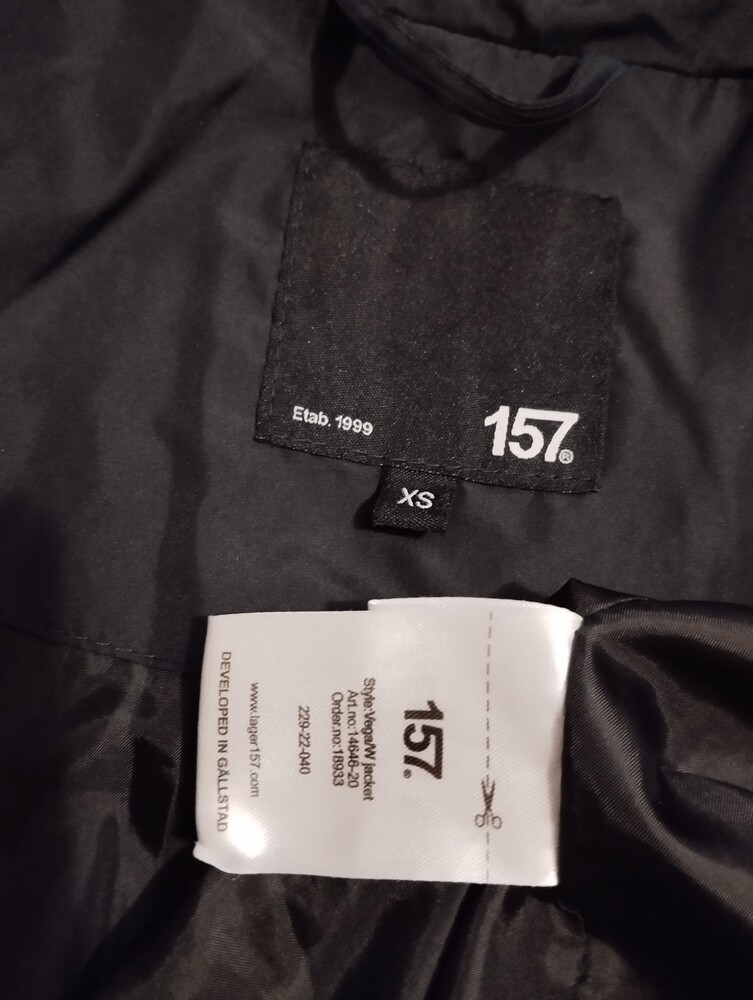 Etab. 1999
157®
XS
157®
Style:Vega/W jacket
Art.no:14646-20
Order.no:18933
229-22-040
www.lager157.com
DEVELOPED IN GÄLLSTAD